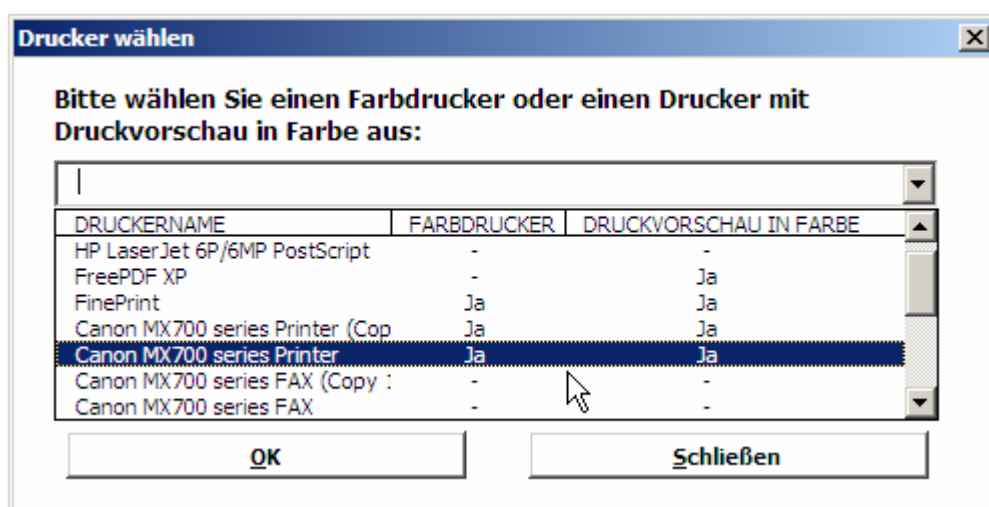 Drucker wählen
Bitte wählen Sie einen Farbdrucker oder einen Drucker mit
Druckvorschau in Farbe aus:
DRUCKERNAME FARBDRUCKER DRUCKVORSCHAU IN FARBE
HP LaserJet 6P/6MP PostScript - -
FreePDF XP - Ja
FinePrint Ja Ja
Canon MX700 series Printer (Cop Ja Ja
Canon MX700 series Printer Ja Ja
Canon MX700 series FAX (Copy - -
Canon MX700 series FAX - -
OK Schließen